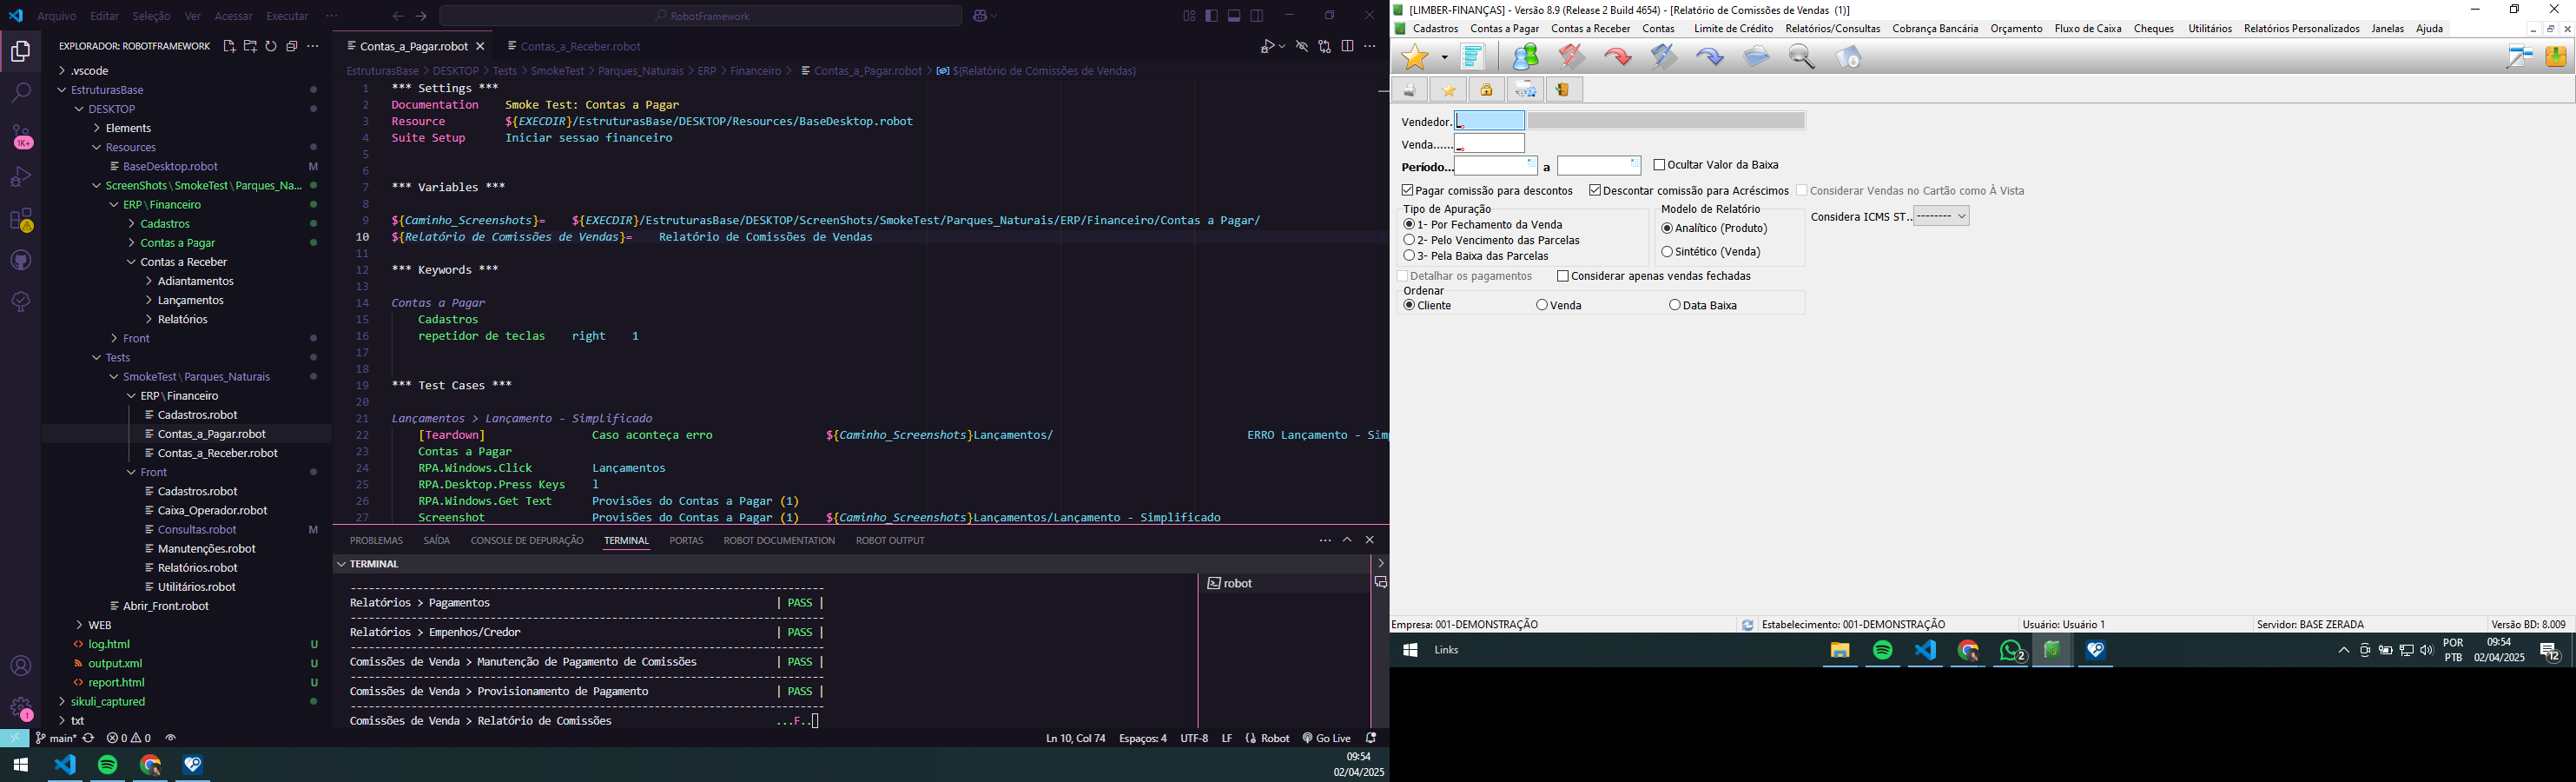 Arquivo Editar Seleção Ver Acessar Executar ··· RobotFramework
EXPLORADOR: ROBOTFRAMEWORK
.vscode
EstruturasBase
DESKTOP
Elements
Resources
BaseDesktop.robot M
ScreenShots\SmokeTest\Parques_Na...
ERP\Financeiro
Cadastros
Contas a Pagar
Contas a Receber
Adiantamentos
Lançamentos
Relatórios
Front
Tests
SmokeTest\Parques_Naturais
ERP\Financeiro
Cadastros.robot
Contas_a_Pagar.robot
Contas_a_Receber.robot
Front
Cadastros.robot
Caixa_Operador.robot
Consultas.robot M
Manutenções.robot
Relatórios.robot
Utilitários.robot
Abrir_Front.robot
WEB
log.html U
output.xml U
report.html U
sikuli_captured
txt
1K+
1
Contas_a_Pagar.robot Contas_a_Receber.robot
EstruturasBase > DESKTOP > Tests > SmokeTest > Parques_Naturais > ERP > Financeiro > Contas_a_Pagar.robot > ${Relatório de Comissões de Vendas}
1 *** Settings ***
2 Documentation Smoke Test: Contas a Pagar
3 Resource ${EXECDIR}/EstruturasBase/DESKTOP/Resources/BaseDesktop.robot
4 Suite Setup Iniciar sessao financeiro
5
6
7 *** Variables ***
8
9 ${Caminho_Screenshots}= ${EXECDIR}/EstruturasBase/DESKTOP/ScreenShots/SmokeTest/Parques_Naturais/ERP/Financeiro/Contas a Pagar/
10 ${Relatório de Comissões de Vendas}= Relatório de Comissões de Vendas
11
12 *** Keywords ***
13
14 Contas a Pagar
15 Cadastros
16 repetidor de teclas right 1
17
18
19 *** Test Cases ***
20
21 Lançamentos > Lançamento - Simplificado
22 [Teardown] Caso aconteça erro ${Caminho_Screenshots}Lançamentos/ ERRO Lançamento - Sim
23 Contas a Pagar
24 RPA.Windows.Click Lançamentos
25 RPA.Desktop.Press Keys l
26 RPA.Windows.Get Text Provisões do Contas a Pagar (1)
27 Screenshot Provisões do Contas a Pagar (1) ${Caminho_Screenshots}Lançamentos/Lançamento - Simplificado
PROBLEMAS SAÍDA CONSOLE DE DEPURAÇÃO TERMINAL PORTAS ROBOT DOCUMENTATION ROBOT OUTPUT
TERMINAL
robot
Relatórios > Pagamentos | PASS |
Relatórios > Empenhos/Credor | PASS |
Comissões de Venda > Manutenção de Pagamento de Comissões | PASS |
Comissões de Venda > Provisionamento de Pagamento | PASS |
Comissões de Venda > Relatório de Comissões ...F..
main* 0 0 Ln 10, Col 74 Espaços: 4 UTF-8 LF Robot Go Live
09:54
02/04/2025
[LIMBER-FINANÇAS] - Versão 8.9 (Release 2 Build 4654) - [Relatório de Comissões de Vendas (1)]
Cadastros Contas a Pagar Contas a Receber Contas Limite de Crédito Relatórios/Consultas Cobrança Bancária Orçamento Fluxo de Caixa Cheques Utilitários Relatórios Personalizados Janelas Ajuda
Vendedor.
Venda......
Período... a Ocultar Valor da Baixa
Pagar comissão para descontos Descontar comissão para Acréscimos Considerar Vendas no Cartão como À Vista
Tipo de Apuração
1- Por Fechamento da Venda
2- Pelo Vencimento das Parcelas
3- Pela Baixa das Parcelas
Modelo de Relatório
Analítico (Produto)
Sintético (Venda)
Considera ICMS ST.. --------
Detalhar os pagamentos Considerar apenas vendas fechadas
Ordenar
Cliente Venda Data Baixa
Empresa: 001-DEMONSTRAÇÃO Estabelecimento: 001-DEMONSTRAÇÃO Usuário: Usuário 1 Servidor: BASE ZERADA Versão BD: 8.009
Links 2 POR
PTB 09:54
02/04/2025 12